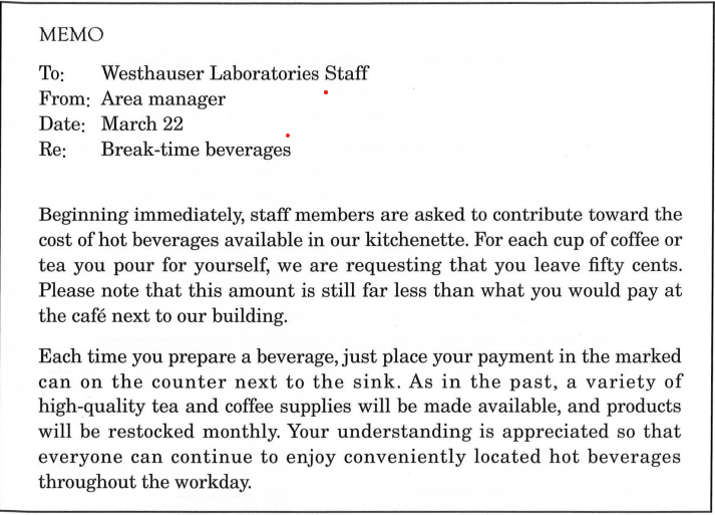 MEMO
To: Westhauser Laboratories Staff
From: Area manager
Date: March 22
Re: Break-time beverages
Beginning immediately, staff members are asked to contribute toward the
cost of hot beverages available in our kitchenette. For each cup of coffee or
tea you pour for yourself, we are requesting that you leave fifty cents.
Please note that this amount is still far less than what you would pay at
the café next to our building.
Each time you prepare a beverage, just place your payment in the marked
can on the counter next to the sink. As in the past, a variety of
high-quality tea and coffee supplies will be made available, and products
will be restocked monthly. Your understanding is appreciated so that
everyone can continue to enjoy conveniently located hot beverages
throughout the workday.